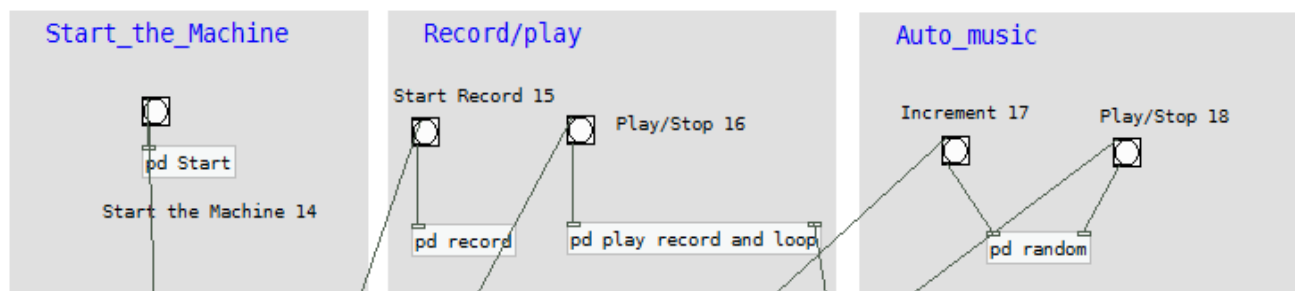 Start_the_Machine
pd Start
Start the Machine 14
Record/play
Start Record 15
Play/Stop 16
pd record
pd play record and loop
Auto_music
Increment 17
Play/Stop 18
pd random